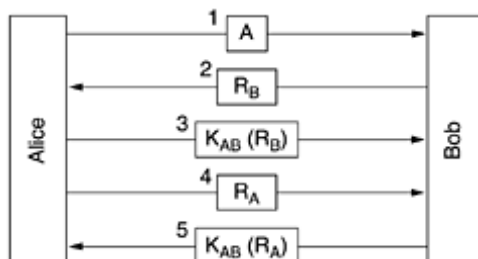 Alice
1 A
2 R_B
3 K_AB (R_B)
4 R_A
5 K_AB (R_A)
Bob